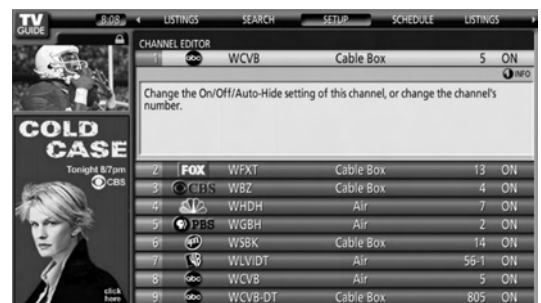 TV GUIDE 8:08 LISTINGS SEARCH SETUP SCHEDULE LISTINGS
CHANNEL EDITOR
1 abc WCVB Cable Box 5 ON
INFO
Change the On/Off/Auto-Hide setting of this channel, or change the channel's
number.
COLD
CASE
Tonight 8/7pm
CBS
click
here
2 FOX WFXT Cable Box 13 ON
3 CBS WBZ Cable Box 4 ON
4 WHDH Air 7 ON
5 PBS WGBH Air 2 ON
6 WSBK Cable Box 14 ON
7 WLVIDT Air 56-1 ON
8 abc WCVB Air 5 ON
9 abc WCVB-DT Cable Box 805 ON